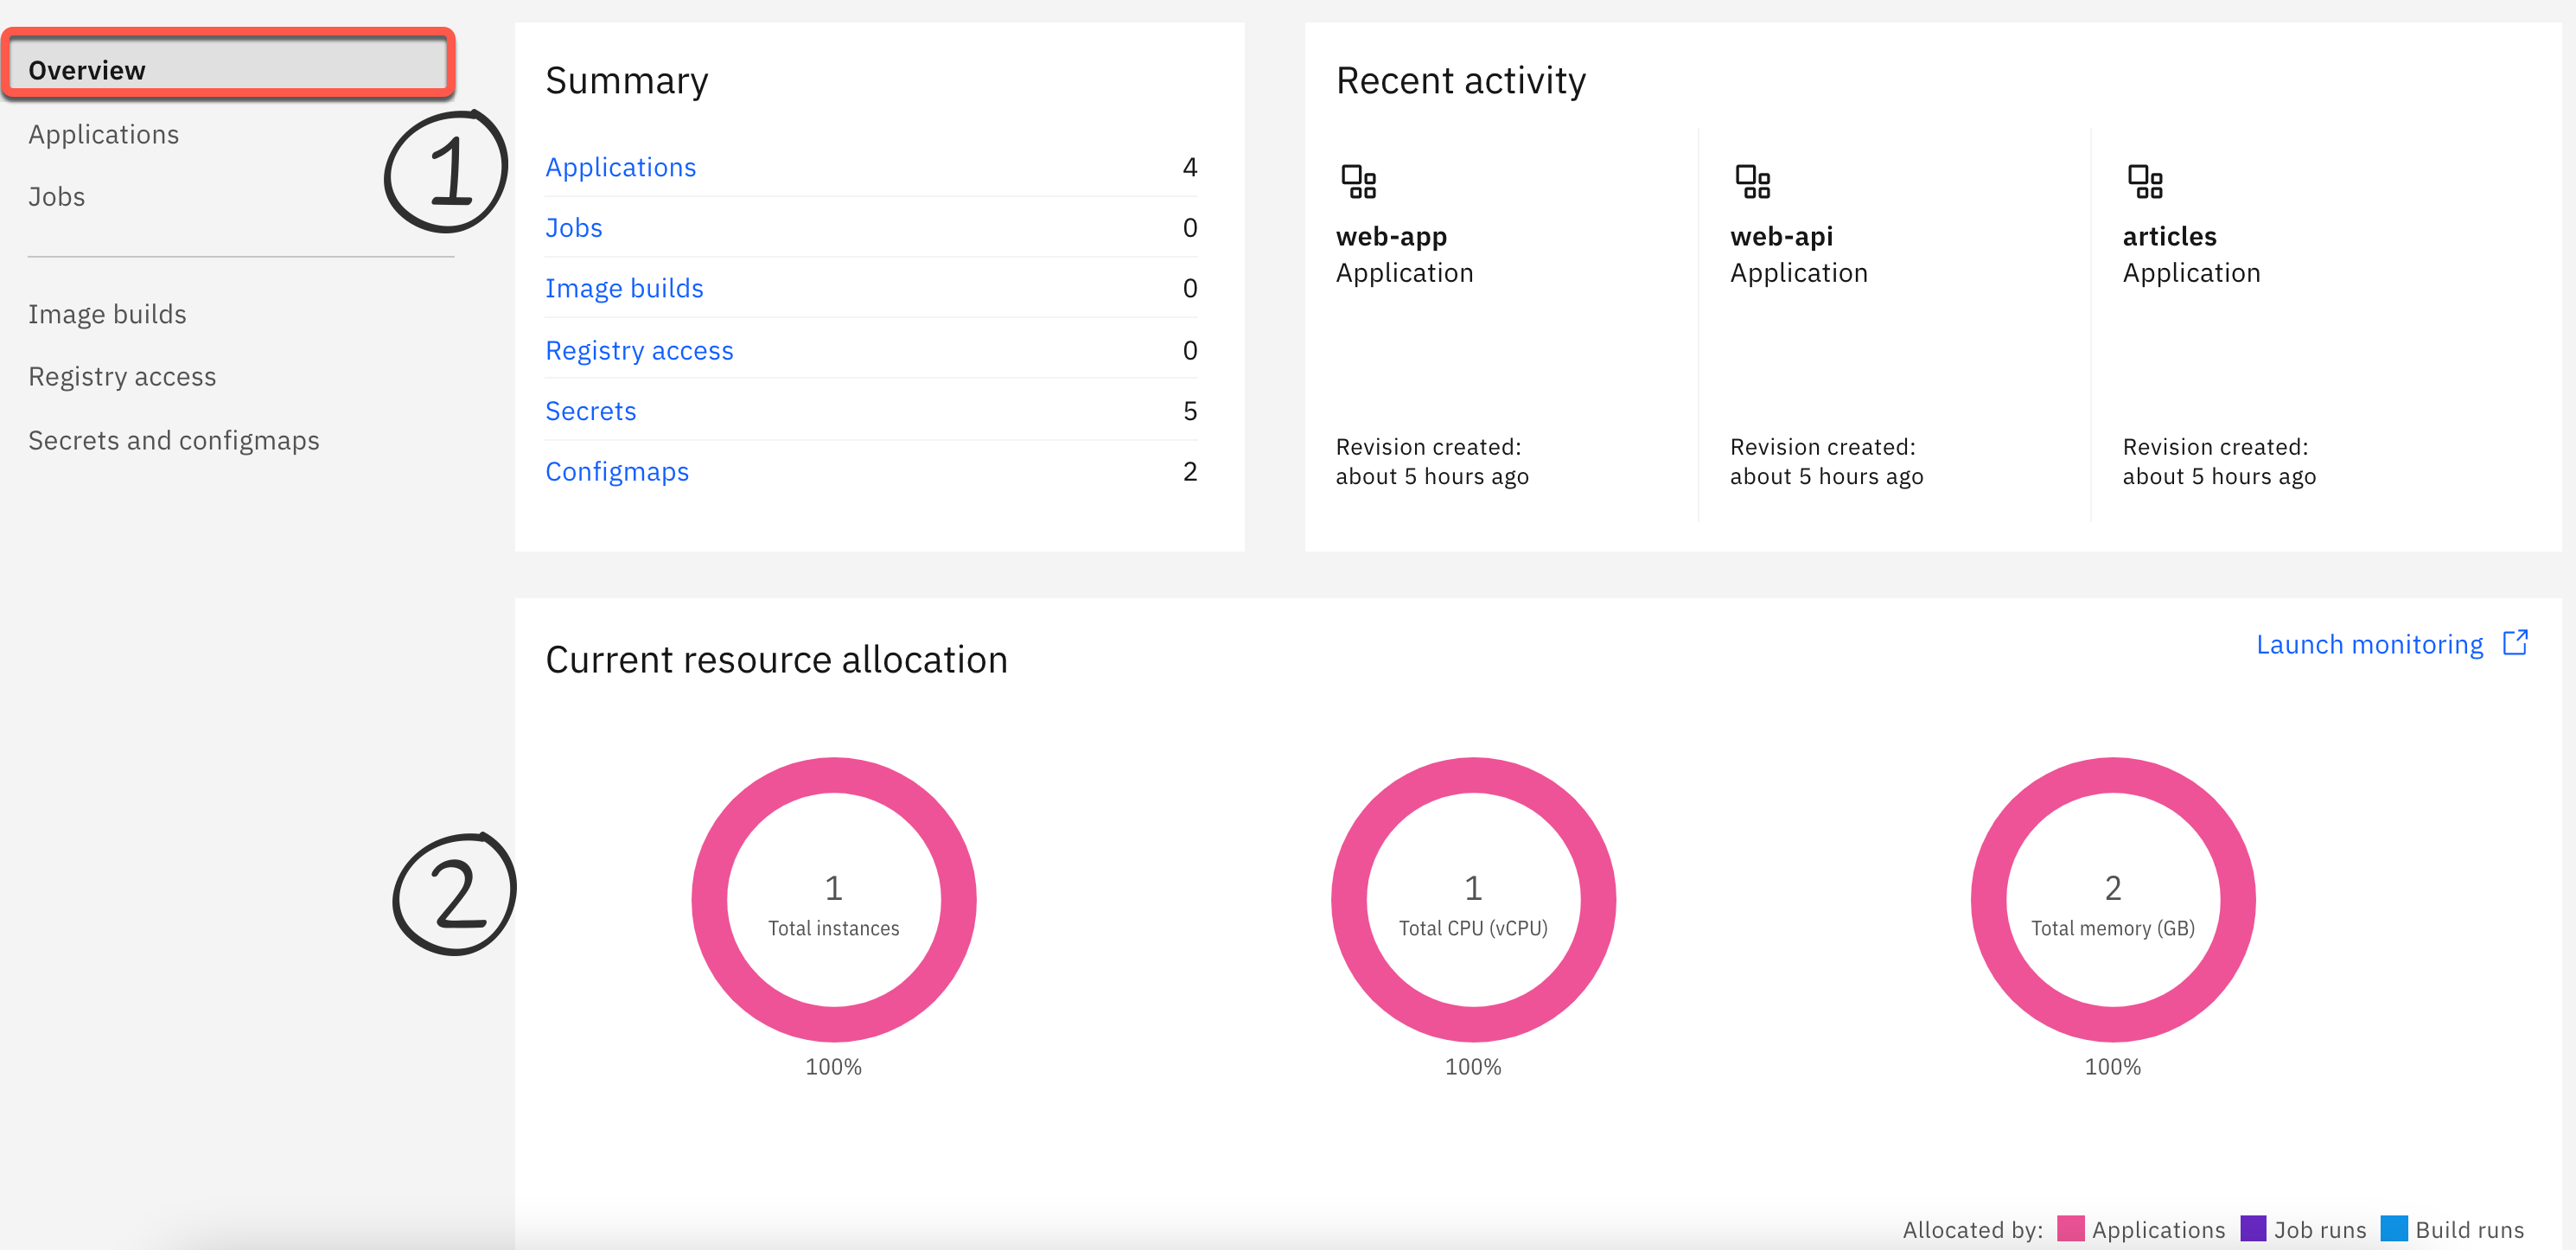 Overview
Applications
Jobs
Image builds
Registry access
Secrets and configmaps
1
Summary
Applications 4
Jobs 0
Image builds 0
Registry access 0
Secrets 5
Configmaps 2
Recent activity
web-app
Application
Revision created:
about 5 hours ago
web-api
Application
Revision created:
about 5 hours ago
articles
Application
Revision created:
about 5 hours ago
2
Current resource allocation
Launch monitoring
1
Total instances
100%
1
Total CPU (vCPU)
100%
2
Total memory (GB)
100%
Allocated by: Applications Job runs Build runs